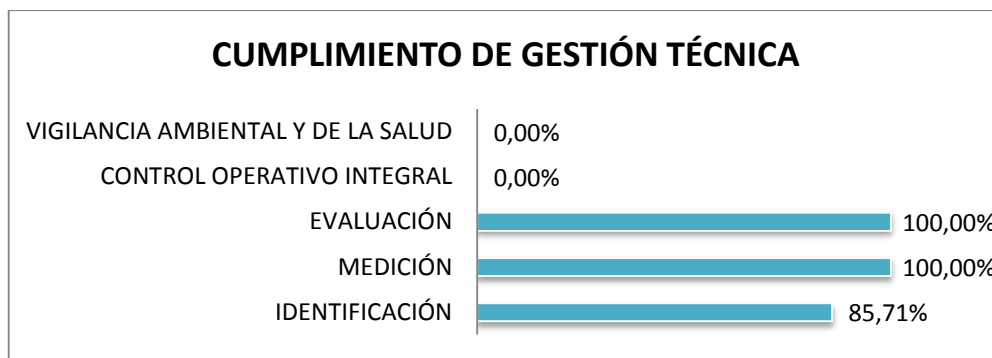 CUMPLIMIENTO DE GESTIÓN TÉCNICA
VIGILANCIA AMBIENTAL Y DE LA SALUD 0,00%
CONTROL OPERATIVO INTEGRAL 0,00%
EVALUACIÓN 100,00%
MEDICIÓN 100,00%
IDENTIFICACIÓN 85,71%